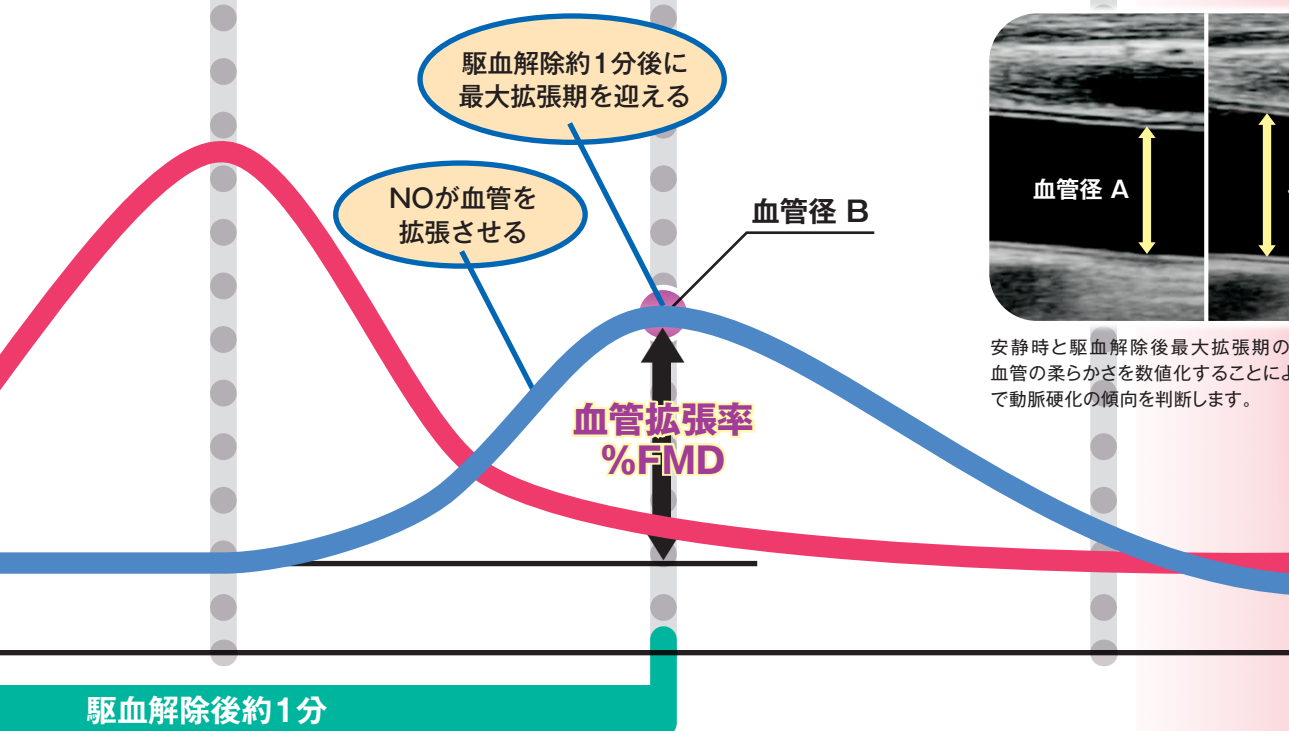 駆血解除約1分後に
最大拡張期を迎える
NOが血管を
拡張させる
血管径 B
血管径 A
安静時と駆血解除後最大拡張期の
血管の柔らかさを数値化することによ
で動脈硬化の傾向を判断します。
血管拡張率
%FMD
駆血解除後約1分